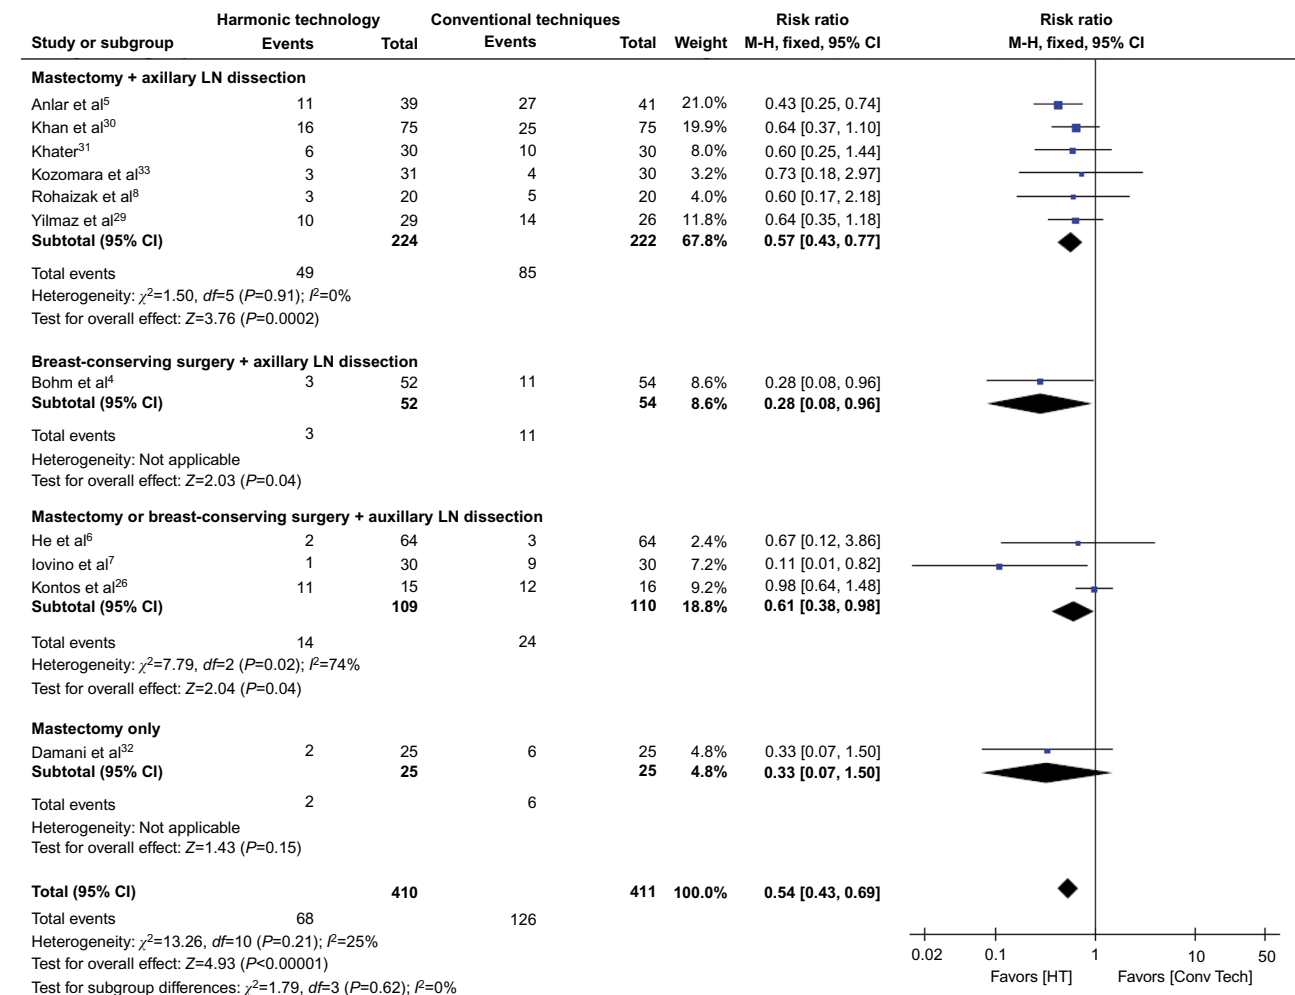 Harmonic technology Conventional techniques Risk ratio Risk ratio
Study or subgroup Events Total Events Total Weight M-H, fixed, 95% CI M-H, fixed, 95% CI
Mastectomy + axillary LN dissection
Anlar et al5 11 39 27 41 21.0% 0.43 [0.25, 0.74]
Khan et al30 16 75 25 75 19.9% 0.64 [0.37, 1.10]
Khater31 6 30 10 30 8.0% 0.60 [0.25, 1.44]
Kozomara et al33 3 31 4 30 3.2% 0.73 [0.18, 2.97]
Rohaizak et al8 3 20 5 20 4.0% 0.60 [0.17, 2.18]
Yilmaz et al29 10 29 14 26 11.8% 0.64 [0.35, 1.18]
Subtotal (95% CI) 224 222 67.8% 0.57 [0.43, 0.77]
Total events 49 85
Heterogeneity: χ2=1.50, df=5 (P=0.91); I2=0%
Test for overall effect: Z=3.76 (P=0.0002)
Breast-conserving surgery + axillary LN dissection
Bohm et al4 3 52 11 54 8.6% 0.28 [0.08, 0.96]
Subtotal (95% CI) 52 54 8.6% 0.28 [0.08, 0.96]
Total events 3 11
Heterogeneity: Not applicable
Test for overall effect: Z=2.03 (P=0.04)
Mastectomy or breast-conserving surgery + auxillary LN dissection
He et al6 2 64 3 64 2.4% 0.67 [0.12, 3.86]
Iovino et al7 1 30 9 30 7.2% 0.11 [0.01, 0.82]
Kontos et al26 11 15 12 16 9.2% 0.98 [0.64, 1.48]
Subtotal (95% CI) 109 110 18.8% 0.61 [0.38, 0.98]
Total events 14 24
Heterogeneity: χ2=7.79, df=2 (P=0.02); I2=74%
Test for overall effect: Z=2.04 (P=0.04)
Mastectomy only
Damani et al32 2 25 6 25 4.8% 0.33 [0.07, 1.50]
Subtotal (95% CI) 25 25 4.8% 0.33 [0.07, 1.50]
Total events 2 6
Heterogeneity: Not applicable
Test for overall effect: Z=1.43 (P=0.15)
Total (95% CI) 410 411 100.0% 0.54 [0.43, 0.69]
Total events 68 126
Heterogeneity: χ2=13.26, df=10 (P=0.21); I2=25%
Test for overall effect: Z=4.93 (P<0.00001)
Test for subgroup differences: χ2=1.79, df=3 (P=0.62); I2=0%
0.02 0.1 1 10 50
Favors [HT] Favors [Conv Tech]